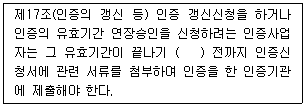 제17조(인증의 갱신 등) 인증 갱신신청을 하거나
인증의 유효기간 연장승인을 신청하려는 인증사업
자는 그 유효기간이 끝나기 (   ) 전까지 인증신
청서에 관련 서류를 첨부하여 인증을 한 인증기관
에 제출해야 한다.